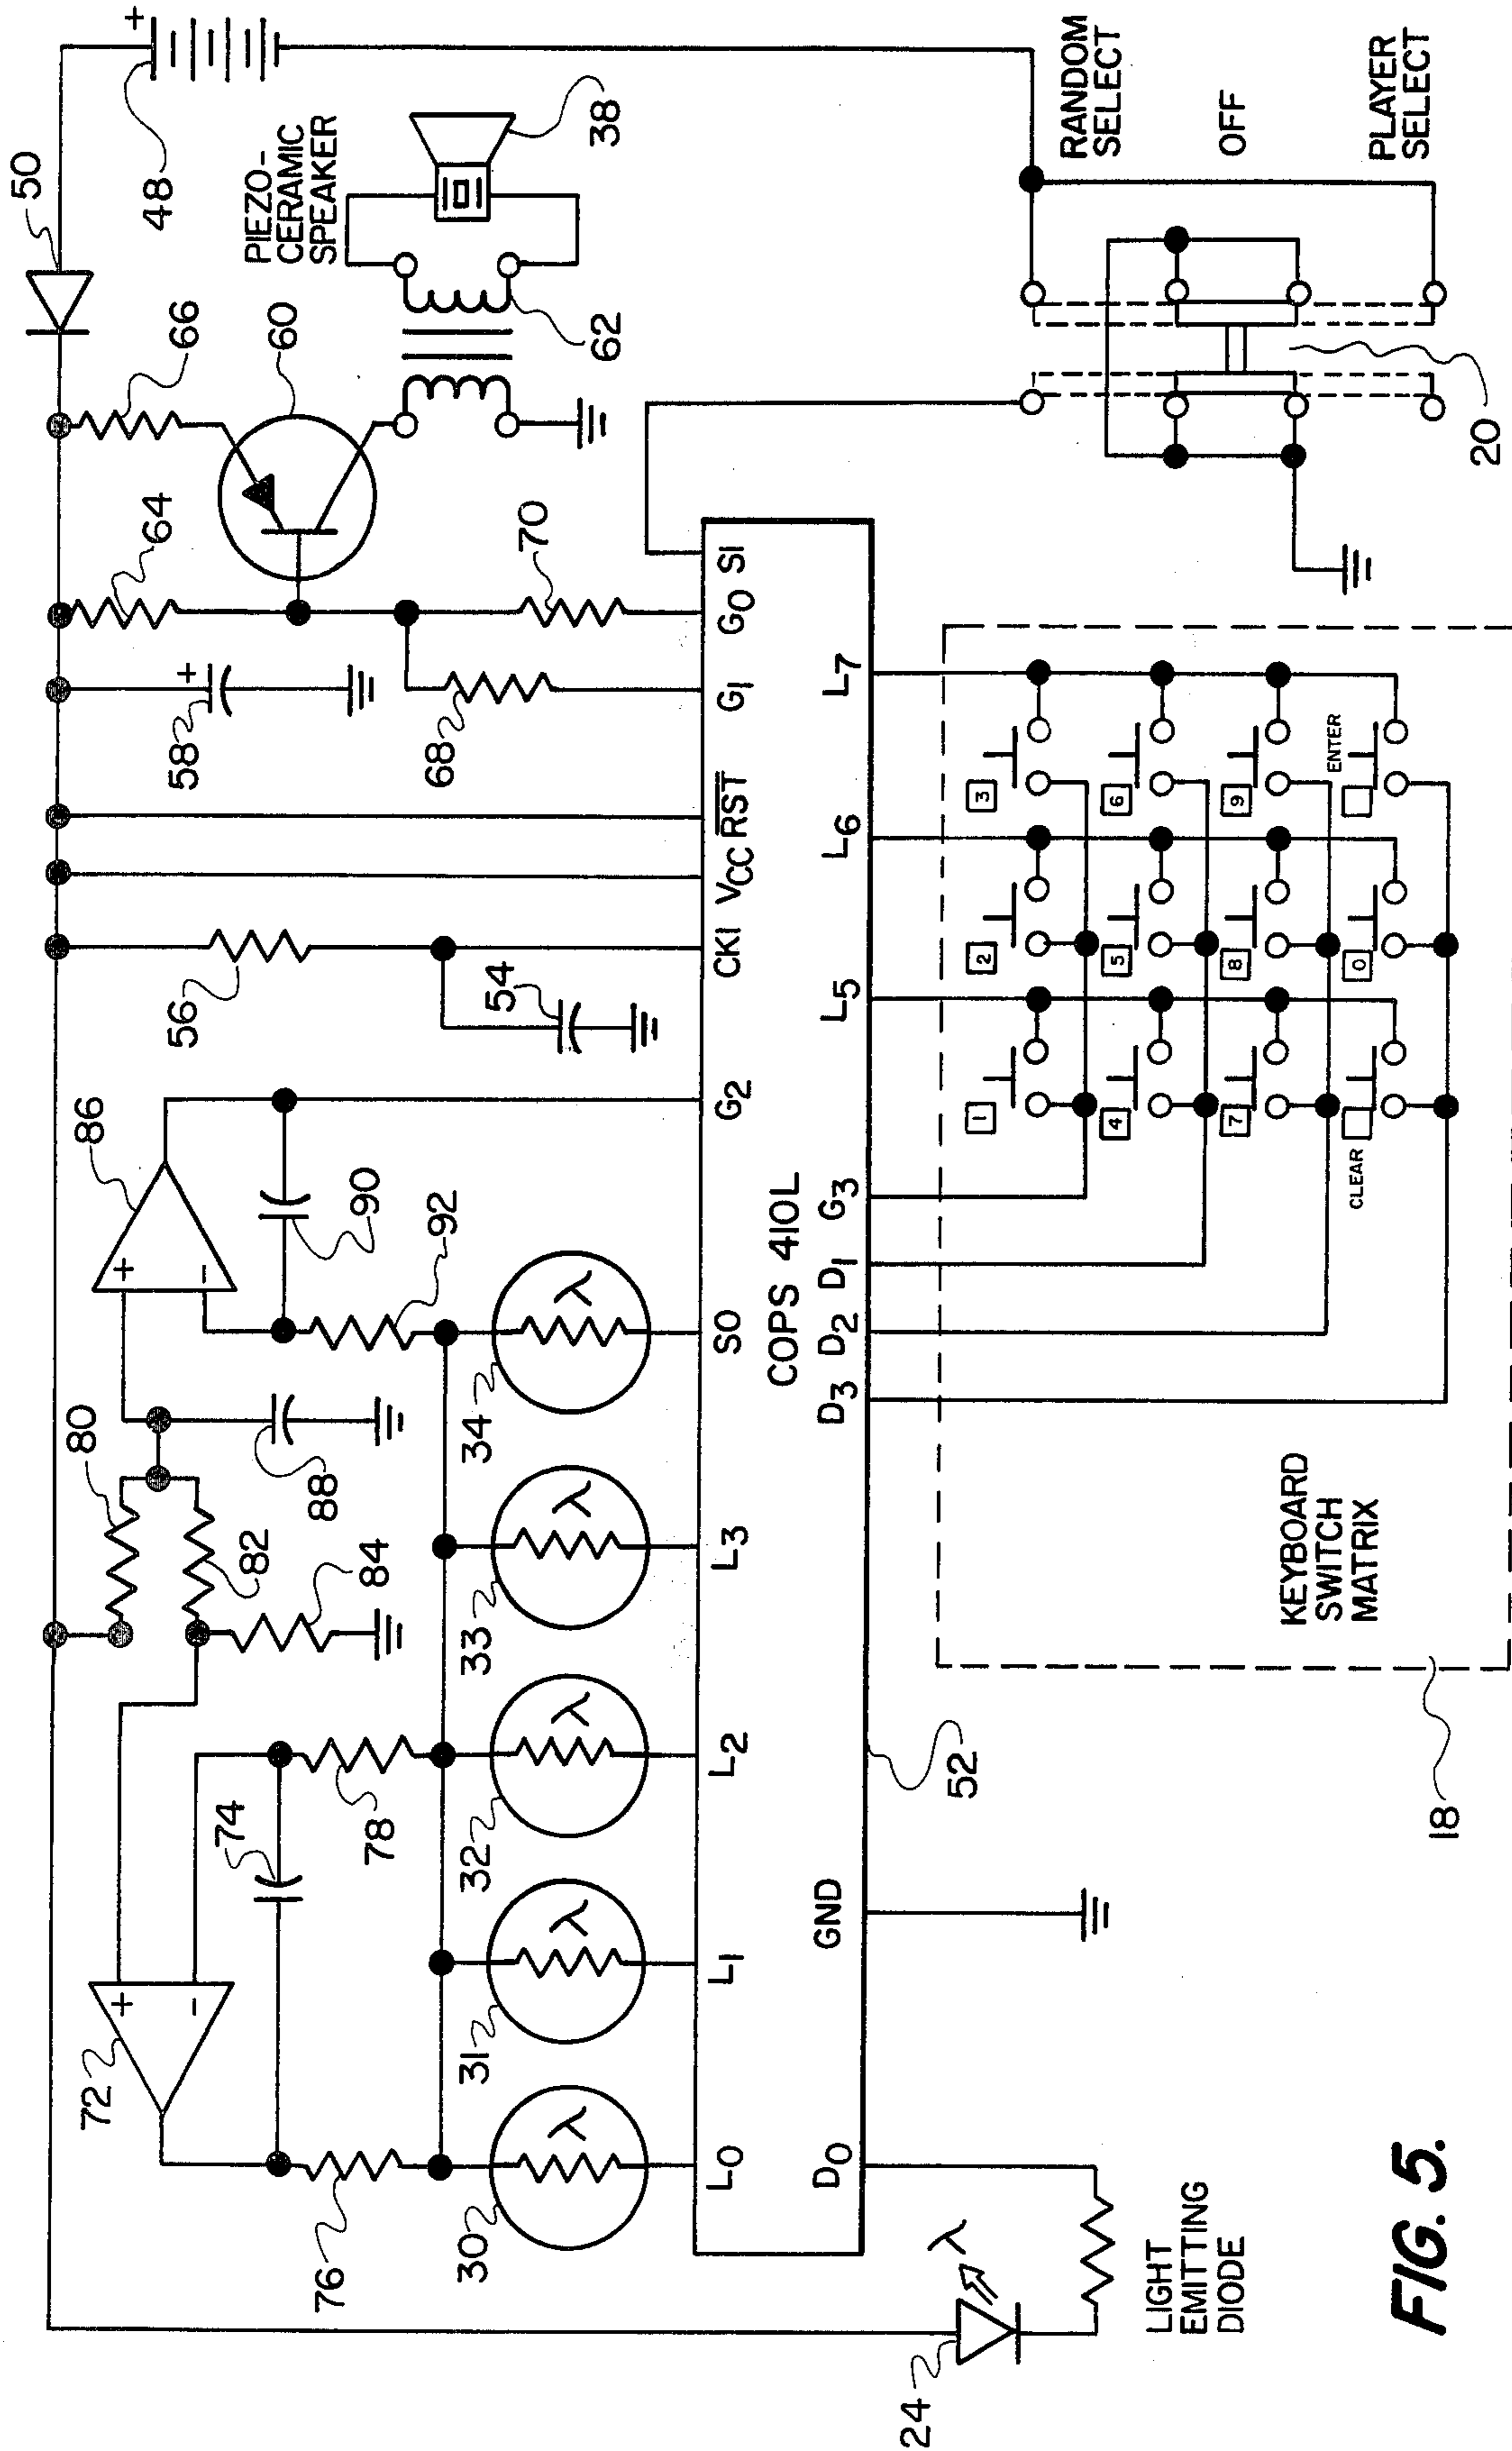 50
48
+
PIEZO-
CERAMIC
SPEAKER
38
62
66
60
64
70
58
+
68
56
54
86
+
-
90
92
80
88
82
84
34
33
74
78
32
72
+
-
76
31
30
λ
λ
λ
λ
λ
L0
L1
L2
L3
S0
G2
CKI
VCC
RST
G1
G0
SI
COPS 410L
D0
GND
D3
D2
D1
G3
L5
L6
L7
52
24
λ
LIGHT
EMITTING
DIODE
RANDOM
SELECT
OFF
PLAYER
SELECT
20
1
2
3
4
5
6
7
8
9
CLEAR
0
ENTER
KEYBOARD
SWITCH
MATRIX
18
FIG. 5.